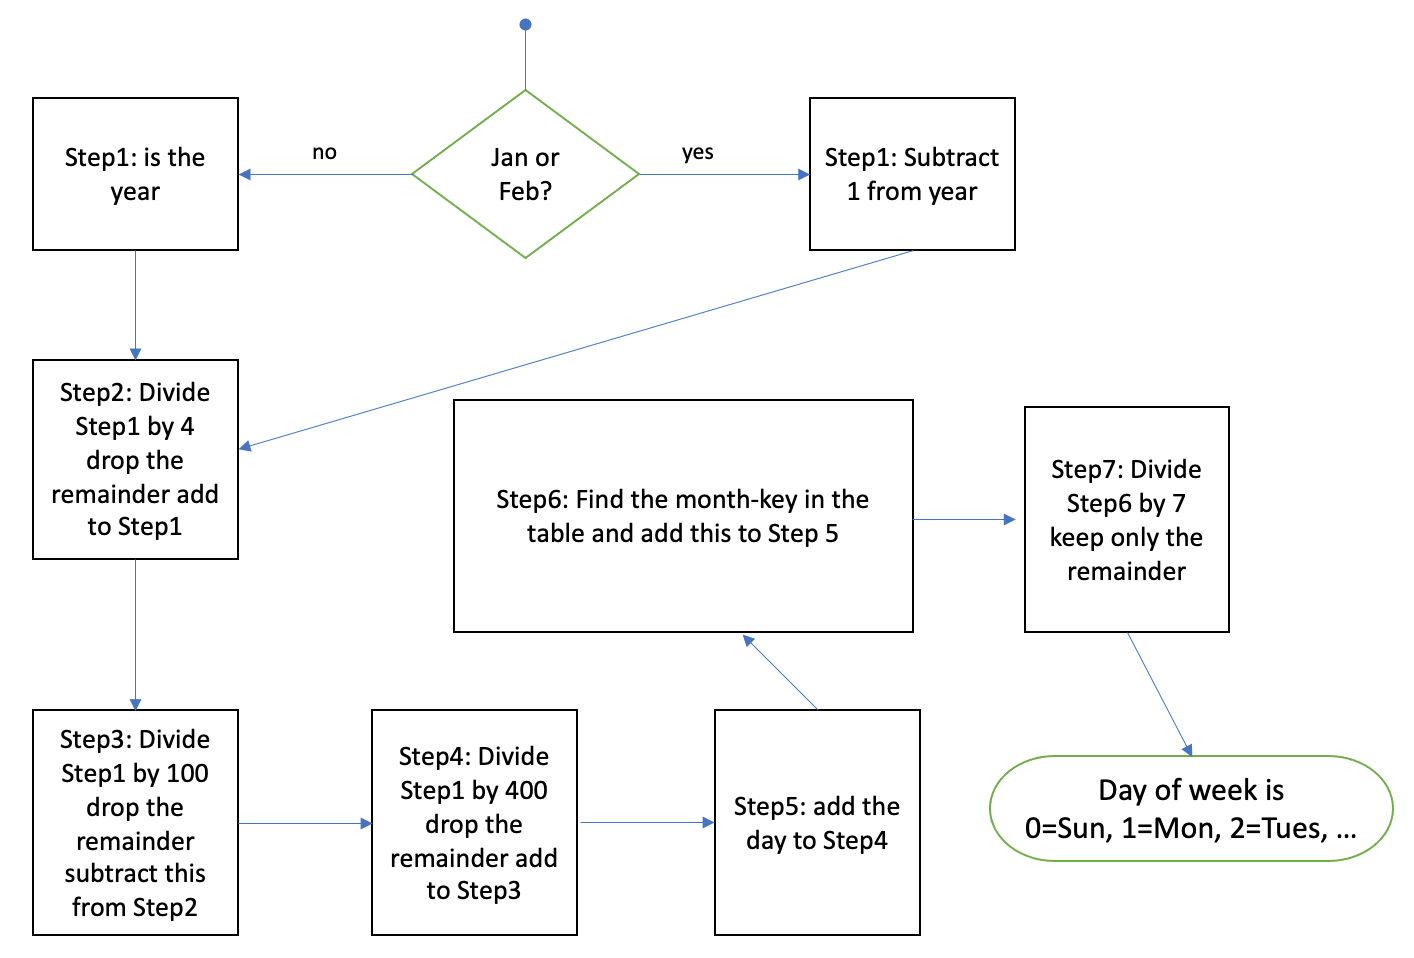 Step1: is the
year
no
Jan or
Feb?
yes
Step1: Subtract
1 from year
Step2: Divide
Step1 by 4
drop the
remainder add
to Step1
Step6: Find the month-key in the
table and add this to Step 5
Step7: Divide
Step6 by 7
keep only the
remainder
Step3: Divide
Step1 by 100
drop the
remainder
subtract this
from Step2
Step4: Divide
Step1 by 400
drop the
remainder add
to Step3
Step5: add the
day to Step4
Day of week is
0=Sun, 1=Mon, 2=Tues, ...